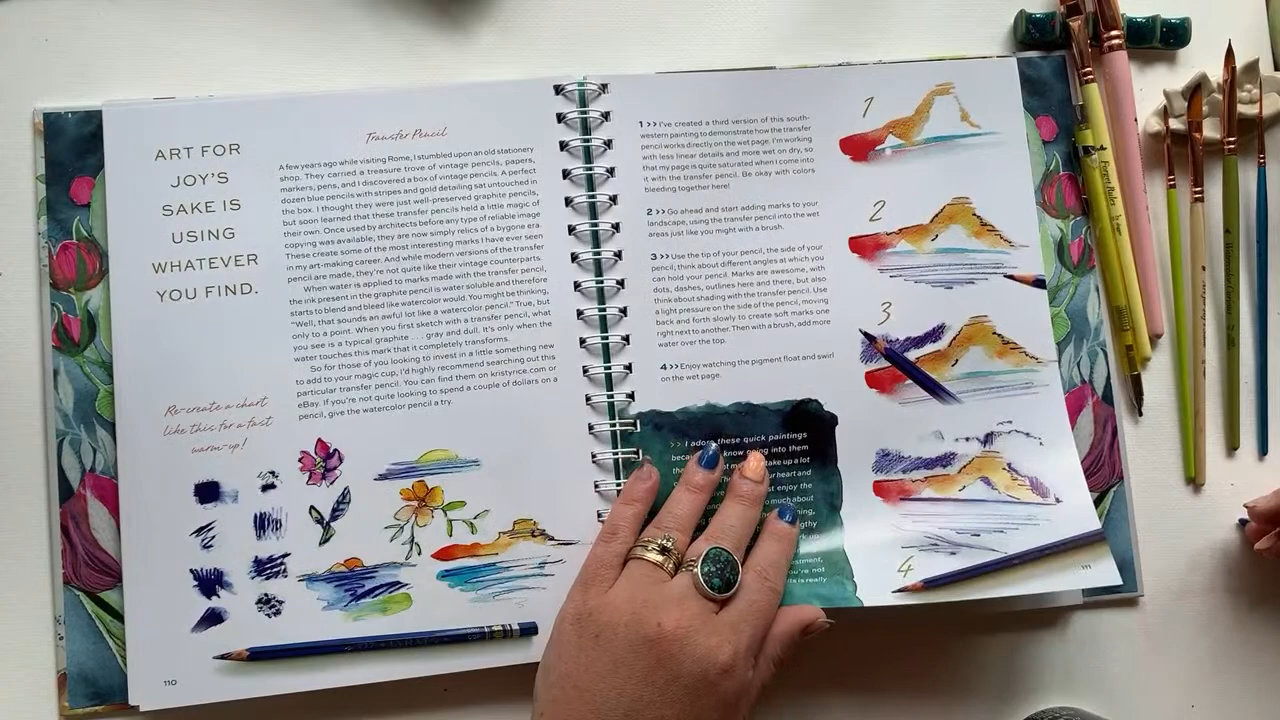 Transfer Pencil
ART FOR
JOY'S
SAKE IS
USING
WHATEVER
YOU FIND.
A few years ago while visiting Rome, I stumbled upon an old stationery
shop. They carried a treasure trove of vintage pencils, papers,
markers, pens, and I discovered a box of vintage pencils. A perfect
dozen blue pencils with stripes and gold detailing sat untouched in
the box. I thought they were just well-preserved graphite pencils,
but soon learned that these transfer pencils held a little magic of
their own. Once used by architects before any type of reliable image
copying was available, they are now simply relics of a bygone era.
These create some of the most interesting marks I have ever seen
in my art-making career. And while modern versions of the transfer
pencil are made, they're not quite like their vintage counterparts.
When water is applied to marks made with the transfer pencil,
the ink present in the graphite pencil is water soluble and therefore
starts to blend and bleed like watercolor would. You might be thinking,
"Well, that sounds an awful lot like a watercolor pencil." True, but
only to a point. When you first sketch with a transfer pencil, what
you see is a typical graphite . . . gray and dull. It's only when the
water touches this mark that it completely transforms.
So for those of you looking to invest in a little something new
to add to your magic cup, I'd highly recommend searching out this
particular transfer pencil. You can find them on kristyrice.com or
eBay. If you're not quite looking to spend a couple of dollars on a
pencil, give the watercolor pencil a try.
Re-create a chart
like this for a fast
warm-up!
110
1 >> I've created a third version of this south-
western painting to demonstrate how the transfer
pencil works directly on the wet page. I'm working
with less linear details and more wet on dry, so
that my page is quite saturated when I come into
it with the transfer pencil. Be okay with colors
bleeding together here!
2 >> Go ahead and start adding marks to your
landscape, using the transfer pencil into the wet
areas just like you might with a brush.
3 >> Use the tip of your pencil, the side of your
pencil; think about different angles at which you
can hold your pencil. Marks are awesome, with
dots, dashes, outlines here and there, but also
think about shading with the transfer pencil. Use
a light pressure on the side of the pencil, moving
back and forth slowly to create soft marks one
right next to another. Then with a brush, add more
water over the top.
4 >> Enjoy watching the pigment float and swirl
on the wet page.
>> I adore these quick paintings
know going into them
take up a lot
heart and
enjoy the
much about
you're not
is really
1
2
3
4
111